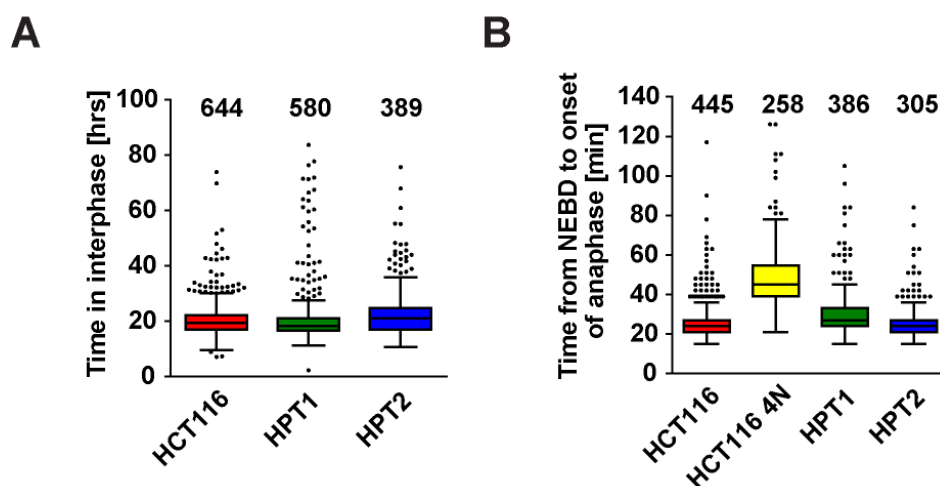 A
Time in interphase [hrs]
100
80
60
40
20
0
644
580
389
HCT116
HPT1
HPT2
B
Time from NEBD to onset
of anaphase [min]
140
120
100
80
60
40
20
0
445
258
386
305
HCT116
HCT116 4N
HPT1
HPT2